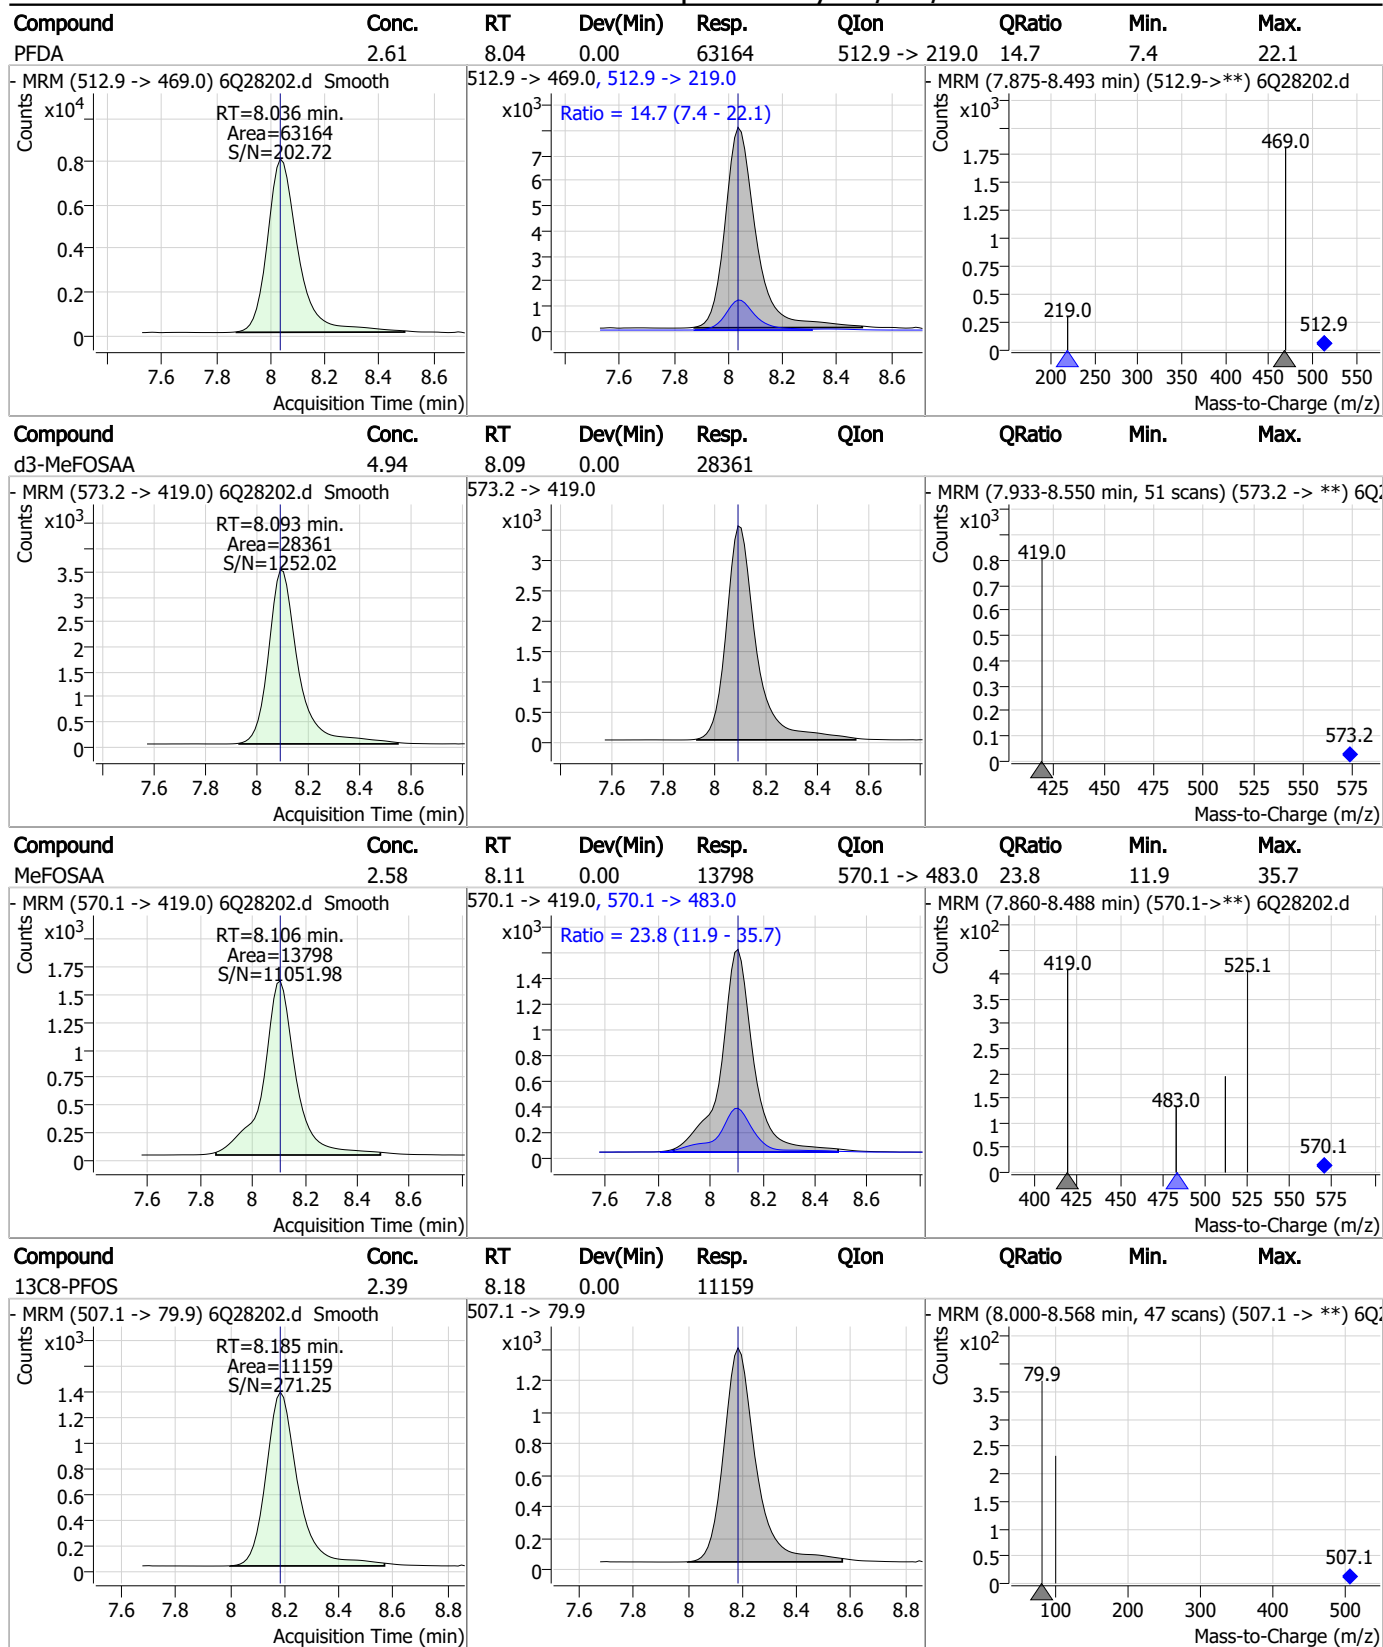 Compound Conc. RT Dev(Min) Resp. QIon QRatio Min. Max.
PFDA 2.61 8.04 0.00 63164 512.9 -> 219.0 14.7 7.4 22.1
- MRM (512.9 -> 469.0) 6Q28202.d Smooth
Counts
x10^4
RT=8.036 min.
Area=63164
S/N=202.72
0.8
0.6
0.4
0.2
0
7.6 7.8 8 8.2 8.4 8.6
Acquisition Time (min)
512.9 -> 469.0, 512.9 -> 219.0
x10^3
Ratio = 14.7 (7.4 - 22.1)
7
6
5
4
3
2
1
0
7.6 7.8 8 8.2 8.4 8.6
- MRM (7.875-8.493 min) (512.9->**) 6Q28202.d
Counts
x10^3
469.0
1.75
1.5
1.25
1
0.75
0.5
219.0
512.9
0.25
0
200 250 300 350 400 450 500 550
Mass-to-Charge (m/z)
Compound Conc. RT Dev(Min) Resp. QIon QRatio Min. Max.
d3-MeFOSAA 4.94 8.09 0.00 28361
- MRM (573.2 -> 419.0) 6Q28202.d Smooth
Counts
x10^3
RT=8.093 min.
Area=28361
S/N=1252.02
3.5
3
2.5
2
1.5
1
0.5
0
7.6 7.8 8 8.2 8.4 8.6
Acquisition Time (min)
573.2 -> 419.0
x10^3
3
2.5
2
1.5
1
0.5
0
7.6 7.8 8 8.2 8.4 8.6
- MRM (7.933-8.550 min, 51 scans) (573.2 -> **) 6Q2
Counts
x10^3
419.0
0.8
0.7
0.6
0.5
0.4
0.3
0.2
0.1
573.2
0
425 450 475 500 525 550 575
Mass-to-Charge (m/z)
Compound Conc. RT Dev(Min) Resp. QIon QRatio Min. Max.
MeFOSAA 2.58 8.11 0.00 13798 570.1 -> 483.0 23.8 11.9 35.7
- MRM (570.1 -> 419.0) 6Q28202.d Smooth
Counts
x10^3
RT=8.106 min.
Area=13798
S/N=11051.98
1.75
1.5
1.25
1
0.75
0.5
0.25
0
7.6 7.8 8 8.2 8.4 8.6
Acquisition Time (min)
570.1 -> 419.0, 570.1 -> 483.0
x10^3
Ratio = 23.8 (11.9 - 35.7)
1.4
1.2
1
0.8
0.6
0.4
0.2
0
7.6 7.8 8 8.2 8.4 8.6
- MRM (7.860-8.488 min) (570.1->**) 6Q28202.d
Counts
x10^2
419.0 525.1
4
3.5
3
2.5
2
1.5
483.0
1
0.5
570.1
0
400 425 450 475 500 525 550 575
Mass-to-Charge (m/z)
Compound Conc. RT Dev(Min) Resp. QIon QRatio Min. Max.
13C8-PFOS 2.39 8.18 0.00 11159
- MRM (507.1 -> 79.9) 6Q28202.d Smooth
Counts
x10^3
RT=8.185 min.
Area=11159
S/N=271.25
1.4
1.2
1
0.8
0.6
0.4
0.2
0
7.6 7.8 8 8.2 8.4 8.6 8.8
Acquisition Time (min)
507.1 -> 79.9
x10^3
1.2
1
0.8
0.6
0.4
0.2
0
7.6 7.8 8 8.2 8.4 8.6 8.8
- MRM (8.000-8.568 min, 47 scans) (507.1 -> **) 6Q2
Counts
x10^2
79.9
3.5
3
2.5
2
1.5
1
0.5
507.1
0
100 200 300 400 500
Mass-to-Charge (m/z)